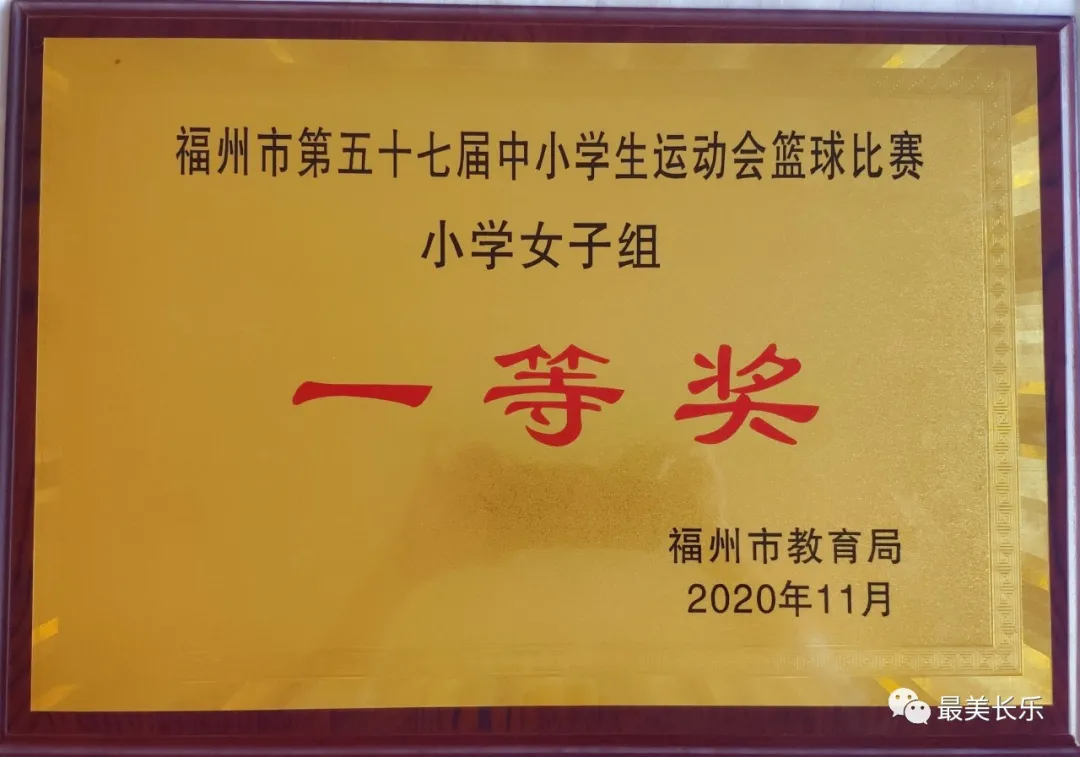 福州市第五十七届中小学生运动会篮球比赛
小学女子组
一等奖
福州市教育局
2020年11月
最美长乐